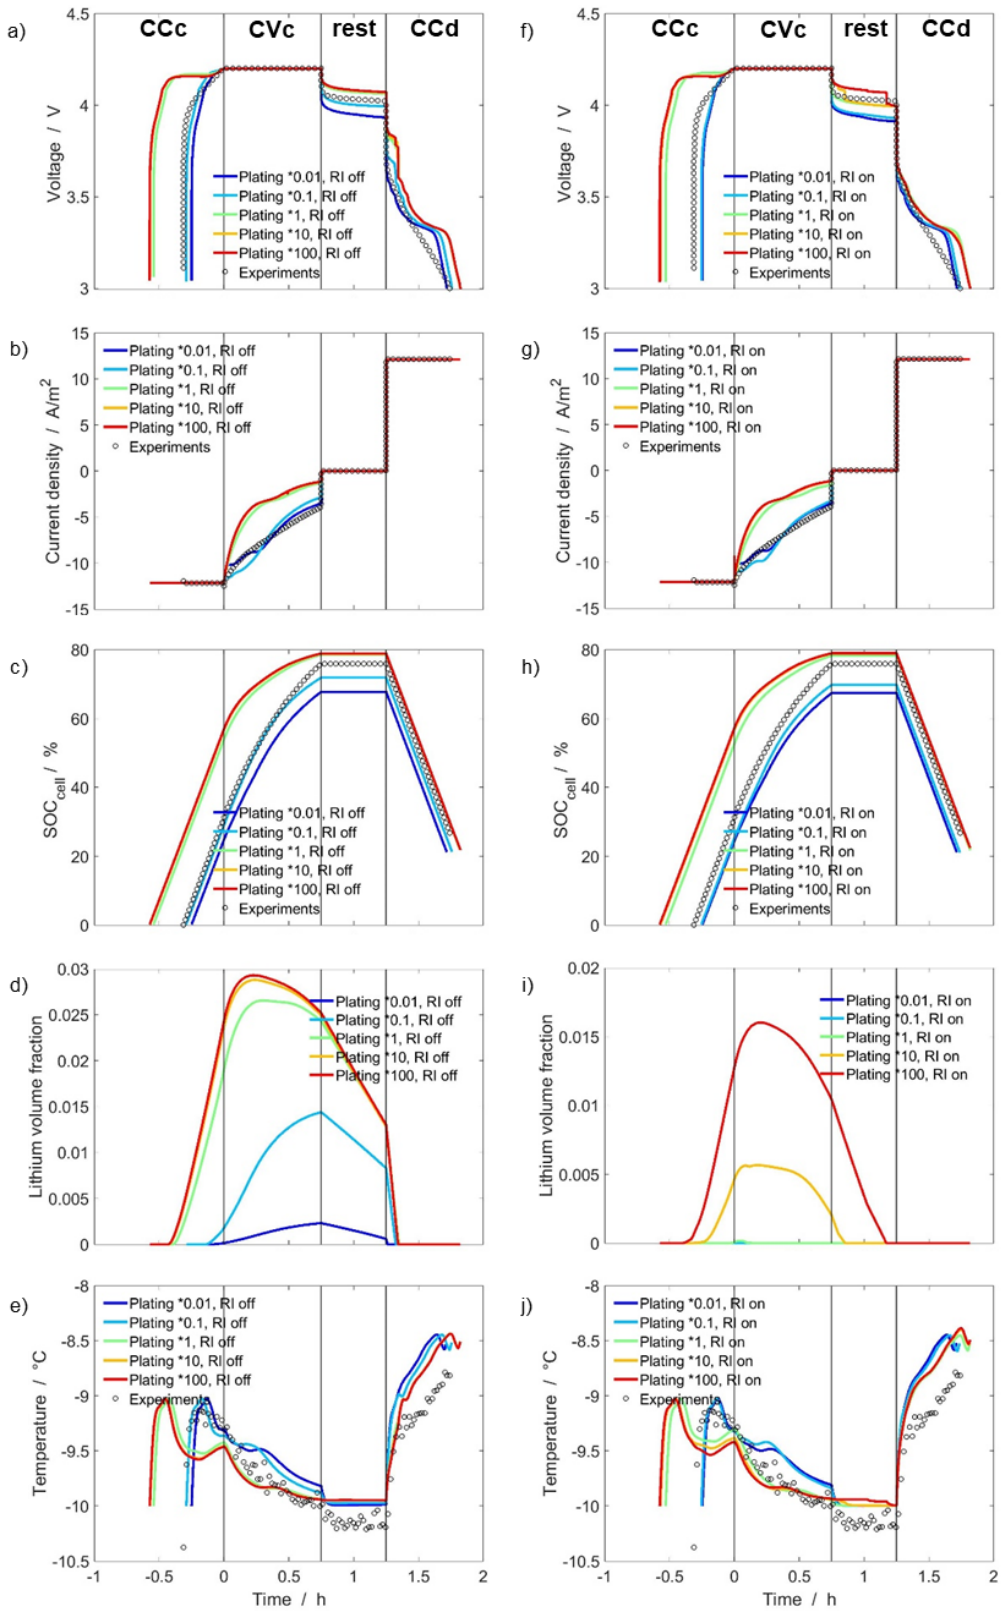 a)
CCc CVc rest CCd
4.5
4
3.5
3
Voltage / V
Plating *0.01, RI off
Plating *0.1, RI off
Plating *1, RI off
Plating *10, RI off
Plating *100, RI off
Experiments
f)
CCc CVc rest CCd
4.5
4
3.5
3
Voltage / V
Plating *0.01, RI on
Plating *0.1, RI on
Plating *1, RI on
Plating *10, RI on
Plating *100, RI on
Experiments
b)
15
10
5
0
-5
-10
-15
Current density / A/m²
Plating *0.01, RI off
Plating *0.1, RI off
Plating *1, RI off
Plating *10, RI off
Plating *100, RI off
Experiments
g)
15
10
5
0
-5
-10
-15
Current density / A/m²
Plating *0.01, RI on
Plating *0.1, RI on
Plating *1, RI on
Plating *10, RI on
Plating *100, RI on
Experiments
c)
80
60
40
20
0
SOCcell / %
Plating *0.01, RI off
Plating *0.1, RI off
Plating *1, RI off
Plating *10, RI off
Plating *100, RI off
Experiments
h)
80
60
40
20
0
SOCcell / %
Plating *0.01, RI on
Plating *0.1, RI on
Plating *1, RI on
Plating *10, RI on
Plating *100, RI on
Experiments
d)
0.03
0.025
0.02
0.015
0.01
0.005
0
Lithium volume fraction
Plating *0.01, RI off
Plating *0.1, RI off
Plating *1, RI off
Plating *10, RI off
Plating *100, RI off
i)
0.02
0.015
0.01
0.005
0
Lithium volume fraction
Plating *0.01, RI on
Plating *0.1, RI on
Plating *1, RI on
Plating *10, RI on
Plating *100, RI on
e)
-8
-8.5
-9
-9.5
-10
-10.5
Temperature / °C
Plating *0.01, RI off
Plating *0.1, RI off
Plating *1, RI off
Plating *10, RI off
Plating *100, RI off
Experiments
-1 -0.5 0 0.5 1 1.5 2
Time / h
j)
-8
-8.5
-9
-9.5
-10
-10.5
Temperature / °C
Plating *0.01, RI on
Plating *0.1, RI on
Plating *1, RI on
Plating *10, RI on
Plating *100, RI on
Experiments
-1 -0.5 0 0.5 1 1.5 2
Time / h